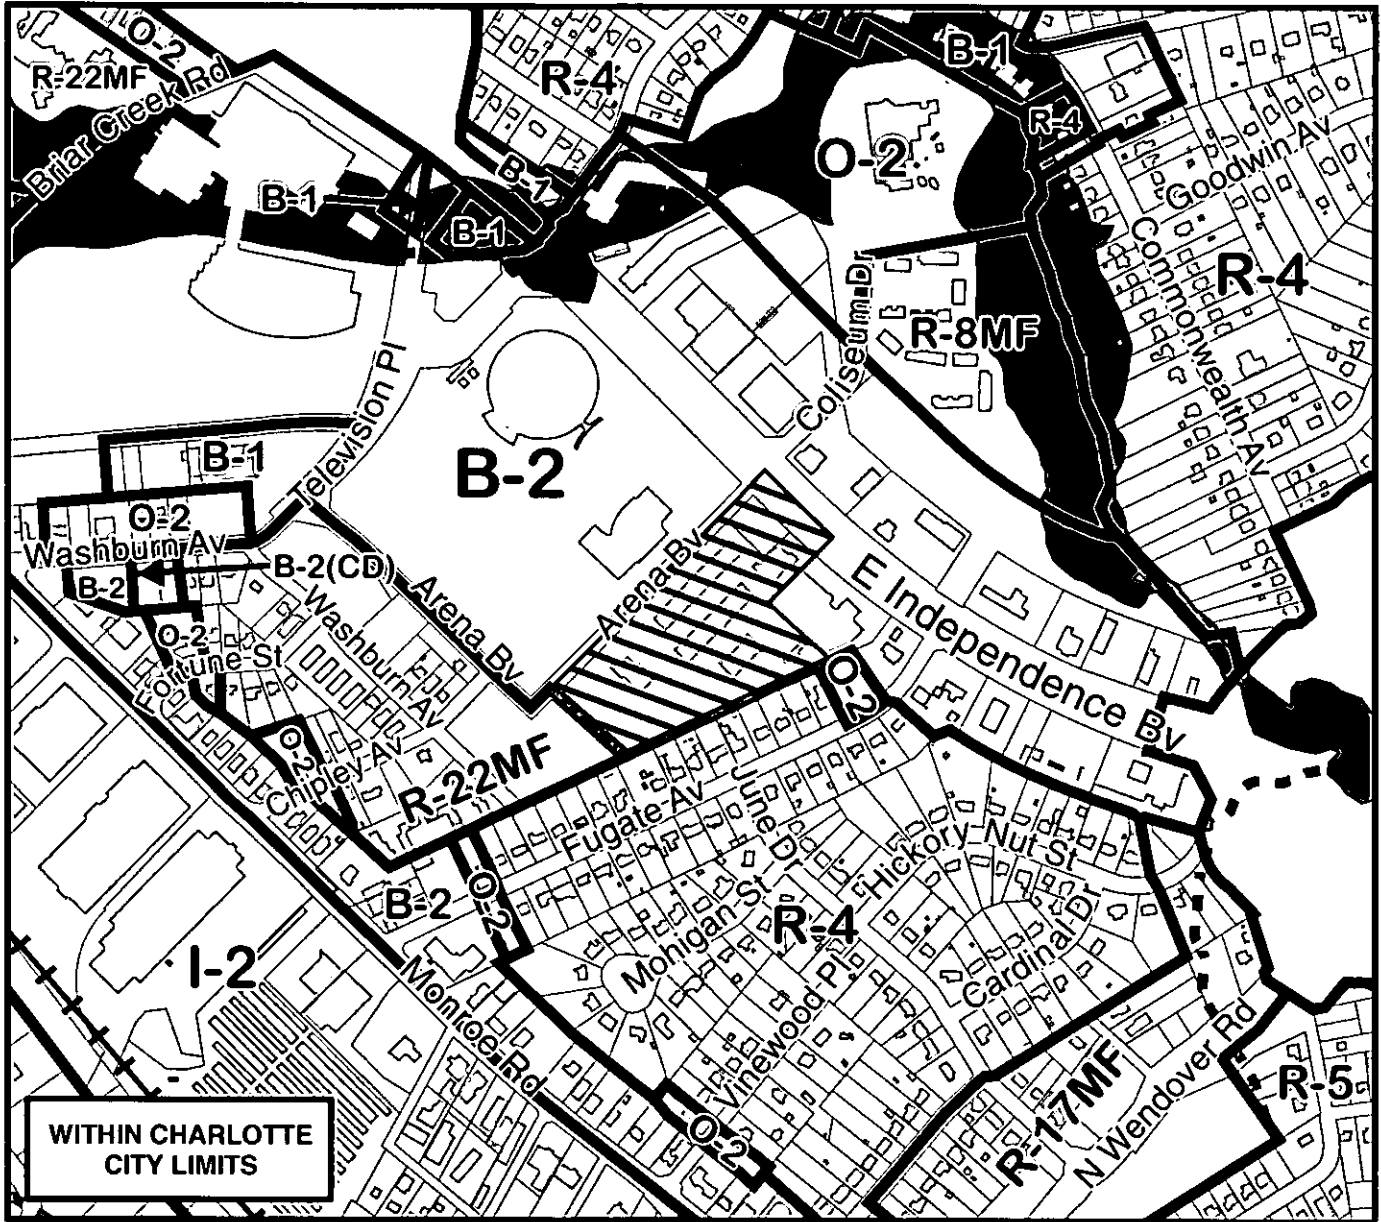 O-2
R-22MF
Briar Creek Rd
R-4
B-1
R-4
O-2
Goodwin Av
B-1
B-1
B-1
Commonwealth Av
R-4
Coliseum Dr
R-8MF
Television Pl
B-2
B-1
O-2
Washburn Av
B-2
B-2(CD)
Arena Bv
Arena Bv
E Independence Bv
Washburn Av
O-2
Fortune St
O-2
O-2
Chipley Av
R-22MF
Fugate Av
June Dr
Hickory Nut St
B-2
O-2
Mohigan St
R-4
Cardinal Dr
I-2
Monroe Rd
Vinewood Pl
O-2
R-17MF
N Wendover Rd
R-5
WITHIN CHARLOTTE
CITY LIMITS